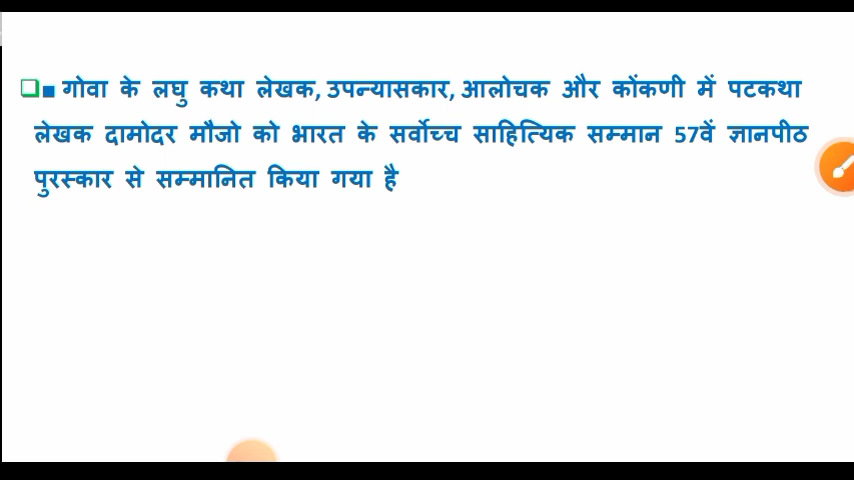 गोवा के लघु कथा लेखक, उपन्यासकार, आलोचक और कोंकणी में पटकथा
लेखक दामोदर मौजो को भारत के सर्वोच्च साहित्यिक सम्मान 57वें ज्ञानपीठ
पुरस्कार से सम्मानित किया गया है